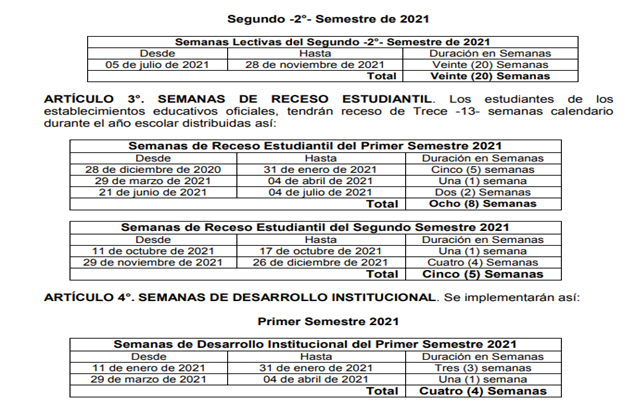 Segundo -2°- Semestre de 2021
Semanas Lectivas del Segundo -2°- Semestre de 2021
Desde Hasta Duración en Semanas
05 de julio de 2021 28 de noviembre de 2021 Veinte (20) Semanas
Total Veinte (20) Semanas
ARTÍCULO 3°. SEMANAS DE RECESO ESTUDIANTIL. Los estudiantes de los
establecimientos educativos oficiales, tendrán receso de Trece -13- semanas calendario
durante el año escolar distribuidas así:
Semanas de Receso Estudiantil del Primer Semestre 2021
Desde Hasta Duración en Semanas
28 de diciembre de 2020 31 de enero de 2021 Cinco (5) semanas
29 de marzo de 2021 04 de abril de 2021 Una (1) semana
21 de junio de 2021 04 de julio de 2021 Dos (2) Semanas
Total Ocho (8) Semanas
Semanas de Receso Estudiantil del Segundo Semestre 2021
Desde Hasta Duración en Semanas
11 de octubre de 2021 17 de octubre de 2021 Una (1) semana
29 de noviembre de 2021 26 de diciembre de 2021 Cuatro (4) Semanas
Total Cinco (5) Semanas
ARTÍCULO 4°. SEMANAS DE DESARROLLO INSTITUCIONAL. Se implementarán así:
Primer Semestre 2021
Semanas de Desarrollo Institucional del Primer Semestre 2021
Desde Hasta Duración en Semanas
11 de enero de 2021 31 de enero de 2021 Tres (3) semanas
29 de marzo de 2021 04 de abril de 2021 Una (1) semana
Total Cuatro (4) Semanas